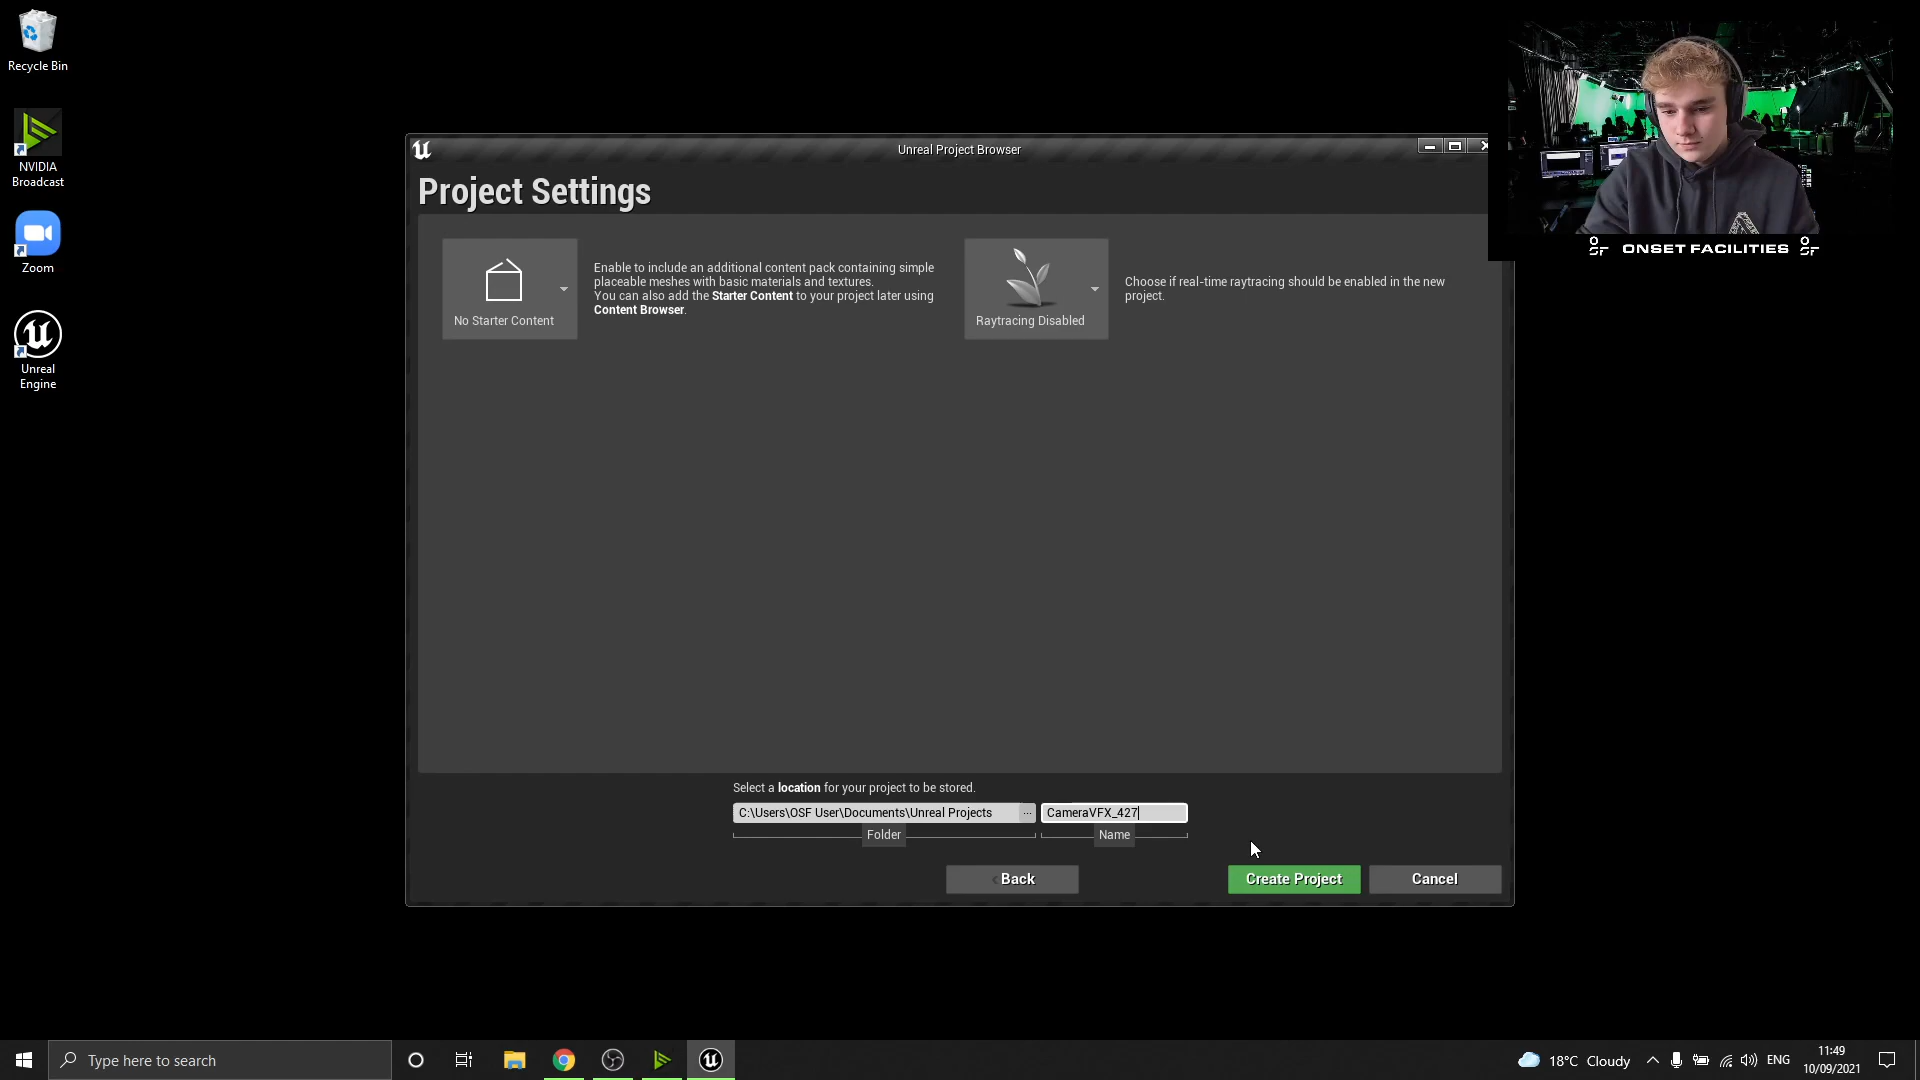 Recycle Bin
NVIDIA
Broadcast
Zoom
Unreal
Engine
Unreal Project Browser
Project Settings
No Starter Content
Enable to include an additional content pack containing simple
placeable meshes with basic materials and textures.
You can also add the Starter Content to your project later using
Content Browser.
Raytracing Disabled
Choose if real-time raytracing should be enabled in the new
project.
ONSET FACILITIES
Select a location for your project to be stored.
C:\Users\OSF User\Documents\Unreal Projects
...
CameraVFX_427
Folder
Name
Back
Create Project
Cancel
Type here to search
18°C Cloudy
ENG
11:49
10/09/2021